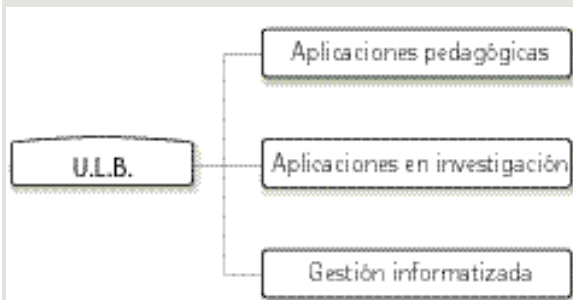 Aplicaciones pedagógicas
U.L.B.
Aplicaciones en investigación
Gestión informatizada